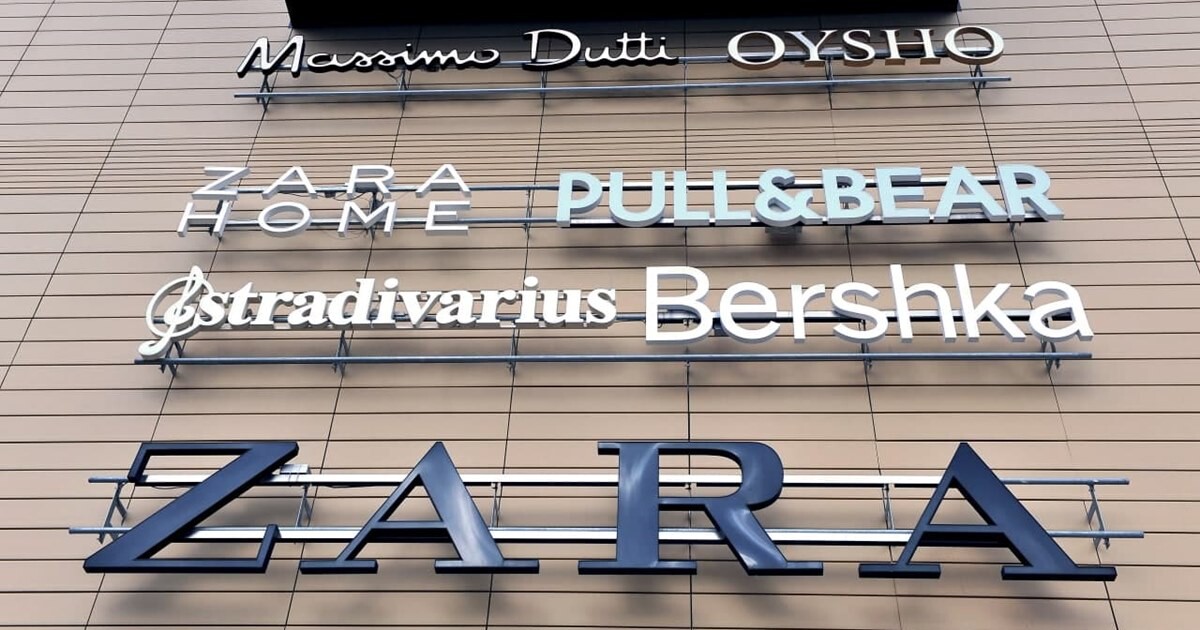 Massimo Dutti OYSHO
ZARA HOME PULL&BEAR
stradivarius Bershka
ZARA